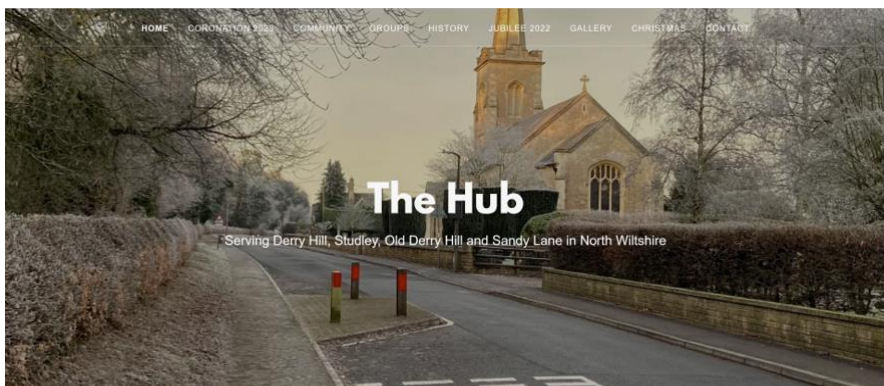 HOME CORONATION 2023 COMMUNITY GROUPS HISTORY JUBILEE 2022 GALLERY CHRISTMAS CONTACT
The Hub
Serving Derry Hill, Studley, Old Derry Hill and Sandy Lane in North Wiltshire